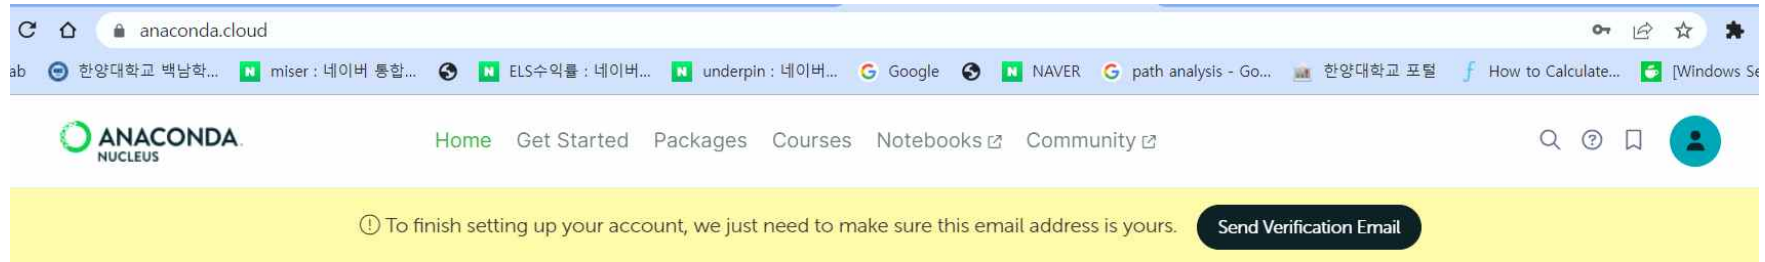 anaconda.cloud
ab 한양대학교 백남학... miser : 네이버 통합... ELS수익률 : 네이버... underpin : 네이버... Google NAVER path analysis - Go... 한양대학교 포털 How to Calculate... [Windows Se
ANACONDA.
NUCLEUS
Home Get Started Packages Courses Notebooks Community
To finish setting up your account, we just need to make sure this email address is yours. Send Verification Email